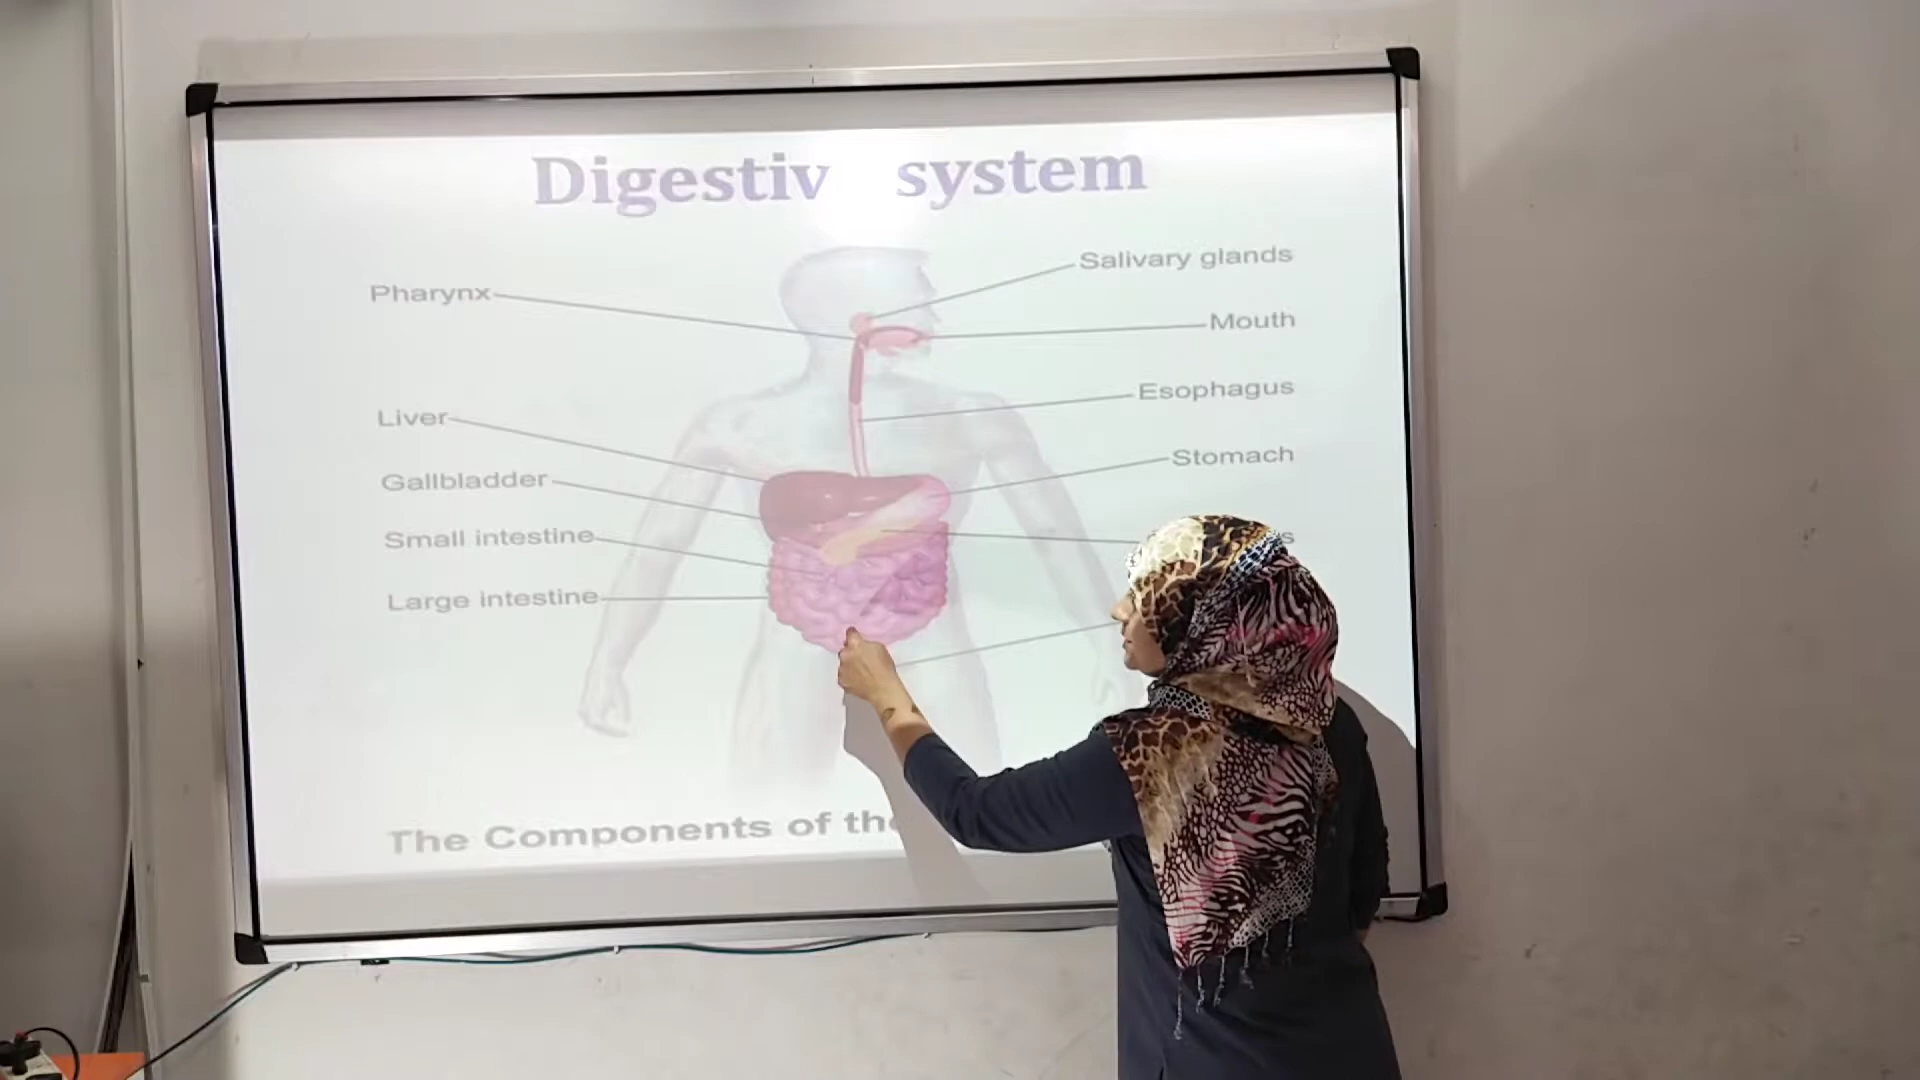 Digestiv system
Salivary glands
Pharynx
Mouth
Esophagus
Liver
Stomach
Gallbladder
Small intestine
Large intestine
The Components of the